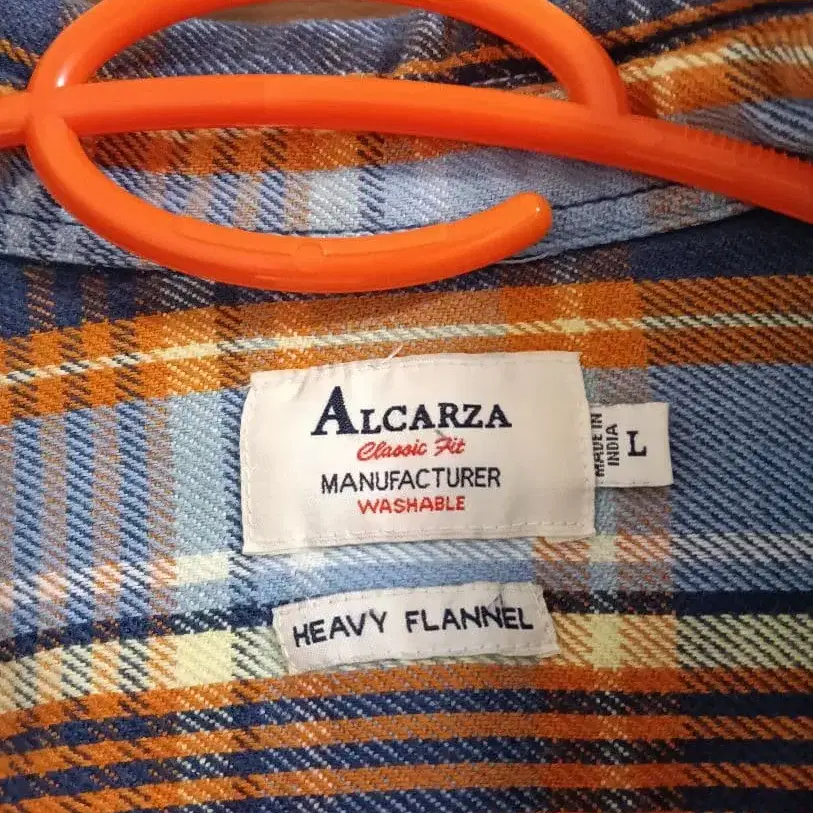 ALCARZA
Classic Fit
MANUFACTURER
WASHABLE
MADE IN
INDIA
L
HEAVY FLANNEL